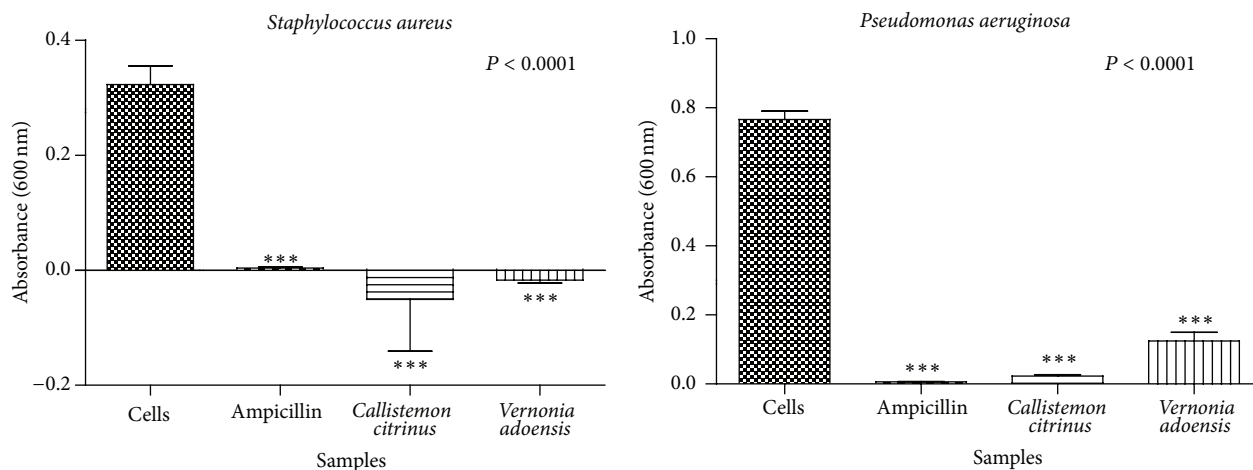 Staphylococcus aureus
P < 0.0001
Absorbance (600 nm)
0.4
0.2
0.0
−0.2
***
***
***
Cells
Ampicillin
Callistemon
citrinus
Vernonia
adoensis
Samples
Pseudomonas aeruginosa
P < 0.0001
Absorbance (600 nm)
1.0
0.8
0.6
0.4
0.2
0.0
***
***
***
Cells
Ampicillin
Callistemon
citrinus
Vernonia
adoensis
Samples